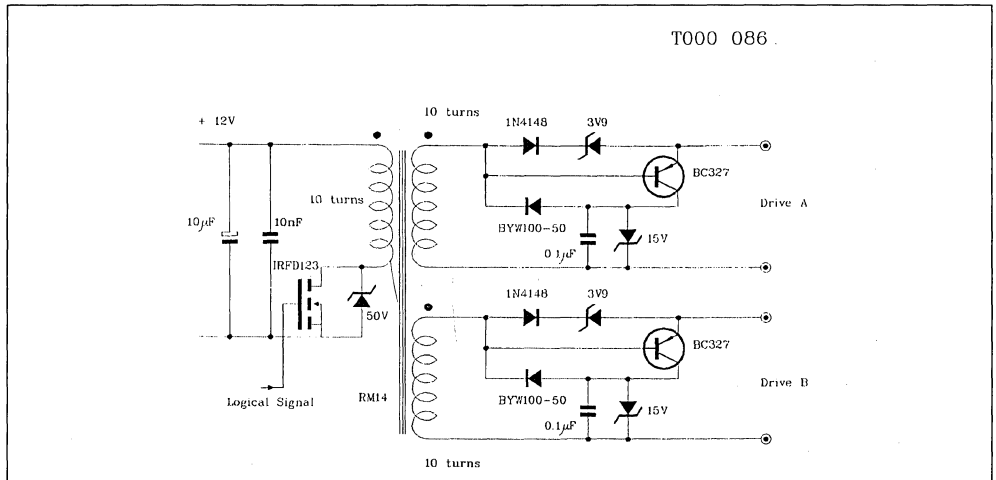 T000 086
10 turns
+ 12V
1N4148
3V9
BC327
10 turns
Drive A
10µF
10nF
BYW100-50
0.1µF
15V
IRFD123
50V
1N4148
3V9
BC327
BYW100-50
Drive B
Logical Signal
RM14
0.1µF
15V
10 turns